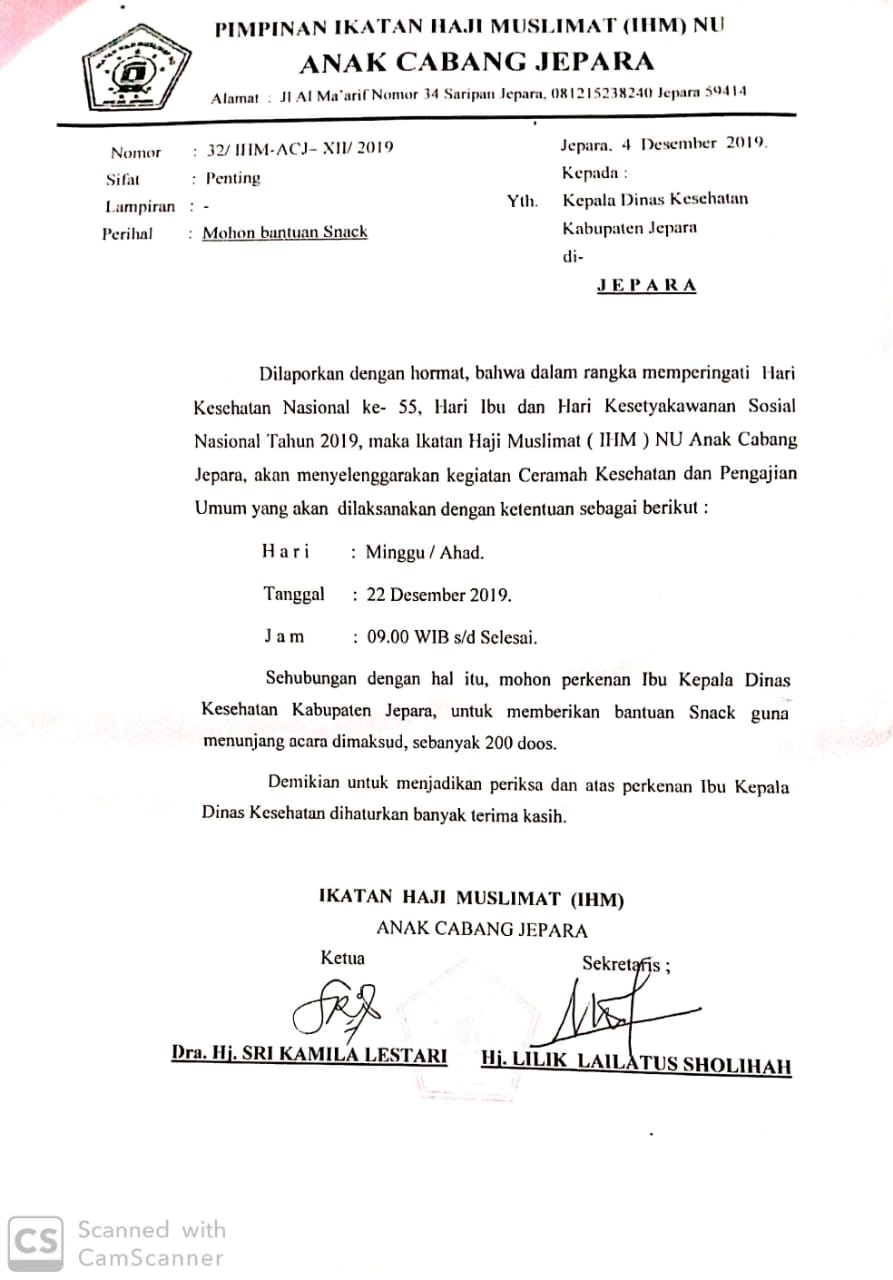 PIMPINAN IKATAN HAJI MUSLIMAT (IHM) NU
ANAK CABANG JEPARA
Alamat : Jl Al Ma'arif Nomor 34 Saripan Jepara, 081215238240 Jepara 59414
Nomor : 32/ IHM-ACJ- XII/ 2019
Sifat : Penting
Lampiran : -
Perihal : Mohon bantuan Snack
Jepara, 4 Desember 2019.
Kepada :
Yth. Kepala Dinas Kesehatan
Kabupaten Jepara
di-
J E P A R A
Dilaporkan dengan hormat, bahwa dalam rangka memperingati Hari
Kesehatan Nasional ke- 55, Hari Ibu dan Hari Kesetyakawanan Sosial
Nasional Tahun 2019, maka Ikatan Haji Muslimat ( IHM ) NU Anak Cabang
Jepara, akan menyelenggarakan kegiatan Ceramah Kesehatan dan Pengajian
Umum yang akan dilaksanakan dengan ketentuan sebagai berikut :
H a r i : Minggu / Ahad.
Tanggal : 22 Desember 2019.
J a m : 09.00 WIB s/d Selesai.
Sehubungan dengan hal itu, mohon perkenan Ibu Kepala Dinas
Kesehatan Kabupaten Jepara, untuk memberikan bantuan Snack guna
menunjang acara dimaksud, sebanyak 200 doos.
Demikian untuk menjadikan periksa dan atas perkenan Ibu Kepala
Dinas Kesehatan dihaturkan banyak terima kasih.
IKATAN HAJI MUSLIMAT (IHM)
ANAK CABANG JEPARA
Ketua
Sekretaris ;
Dra. Hj. SRI KAMILA LESTARI
Hj. LILIK LAILATUS SHOLIHAH
CS
Scanned with
CamScanner